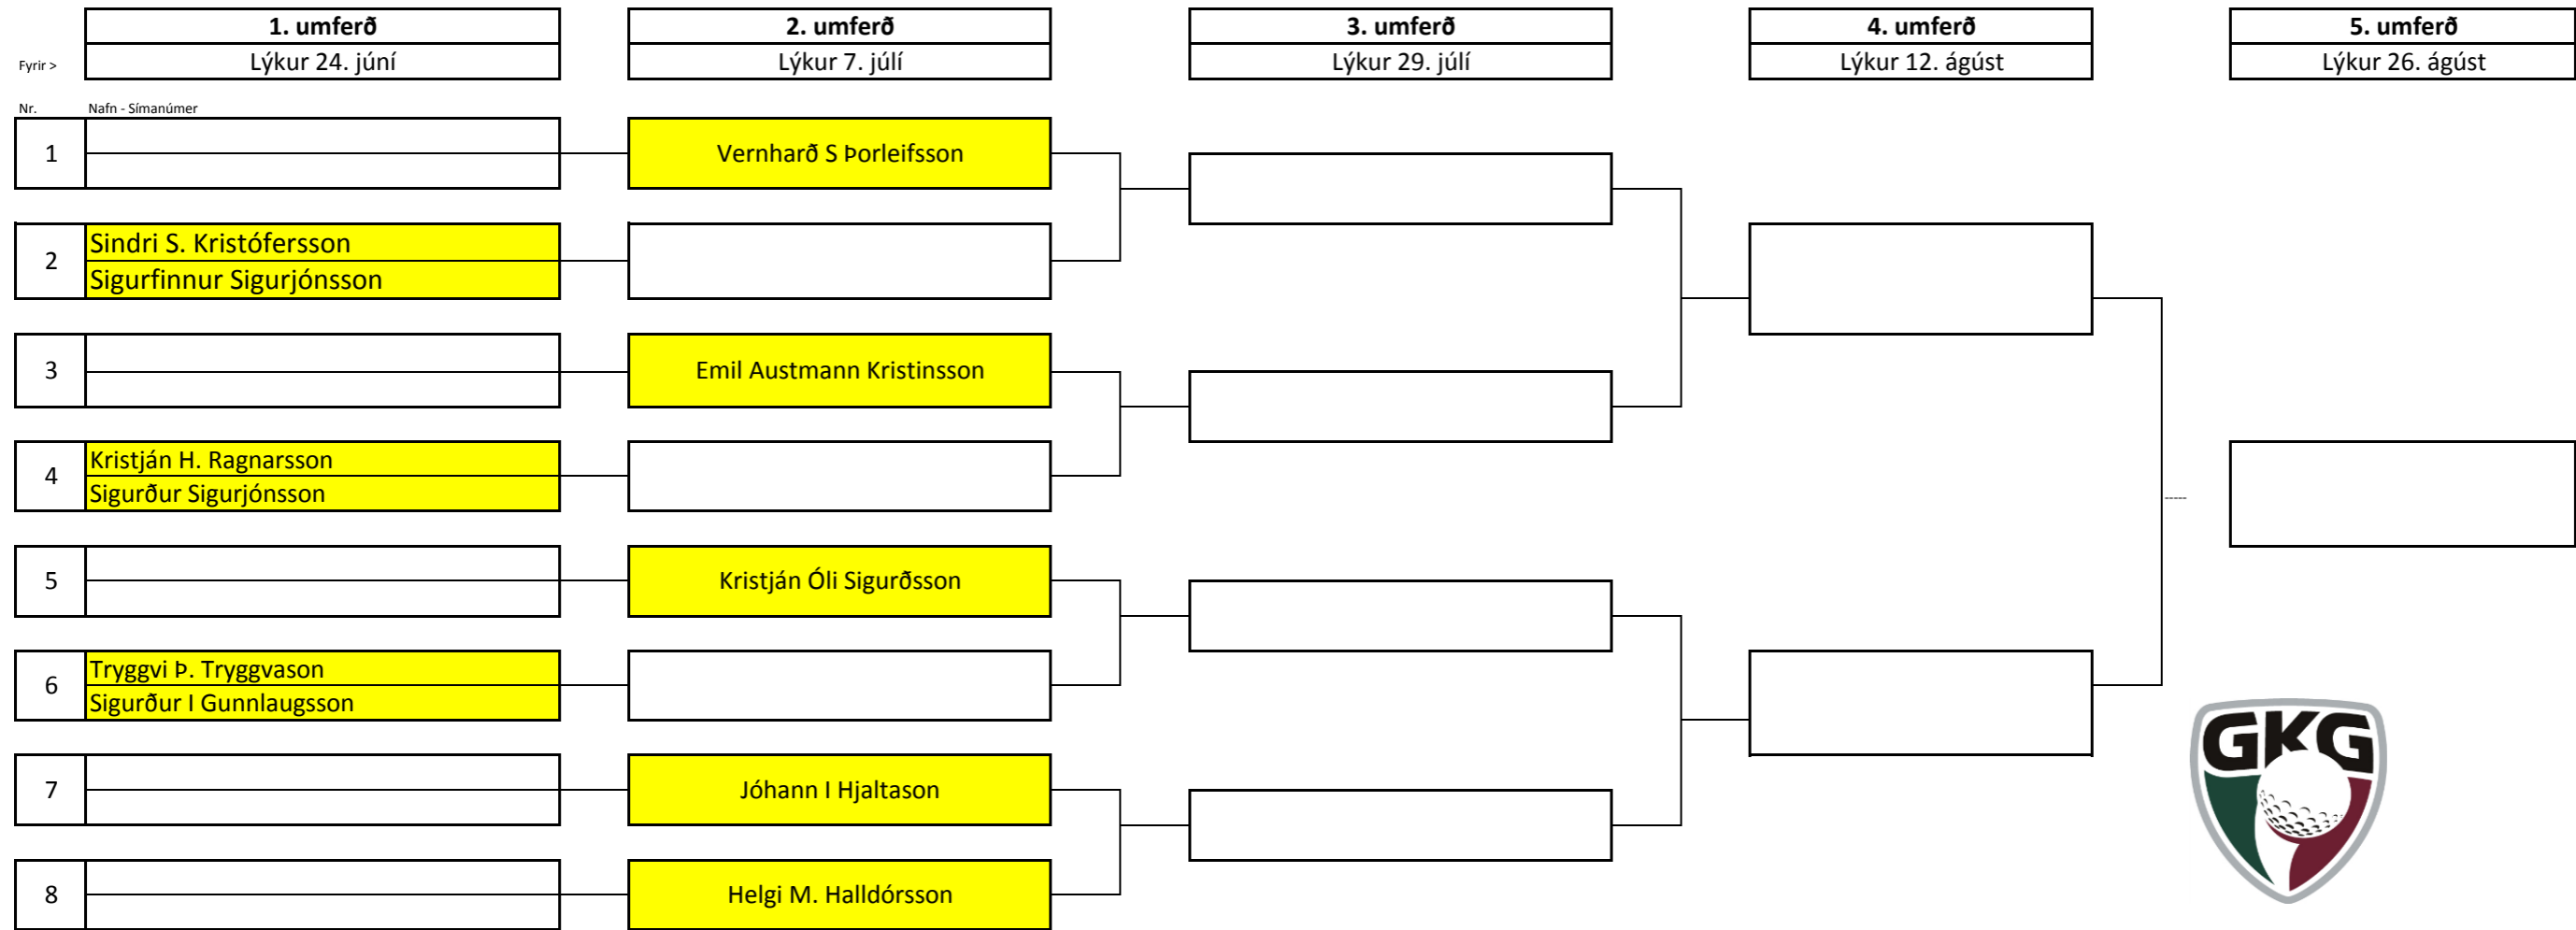 1. umferð
2. umferð
3. umferð
4. umferð
5. umferð
Fyrir >
Lýkur 24. júní
Lýkur 7. júlí
Lýkur 29. júlí
Lýkur 12. ágúst
Lýkur 26. ágúst
Nr.
Nafn - Símanúmer
1
Vernharð S Þorleifsson
2
Sindri S. Kristófersson
Sigurfinnur Sigurjónsson
3
Emil Austmann Kristinsson
4
Kristján H. Ragnarsson
Sigurður Sigurjónsson
-----
5
Kristján Óli Sigurðsson
6
Tryggvi Þ. Tryggvason
Sigurður I Gunnlaugsson
GKG
7
Jóhann I Hjaltason
8
Helgi M. Halldórsson